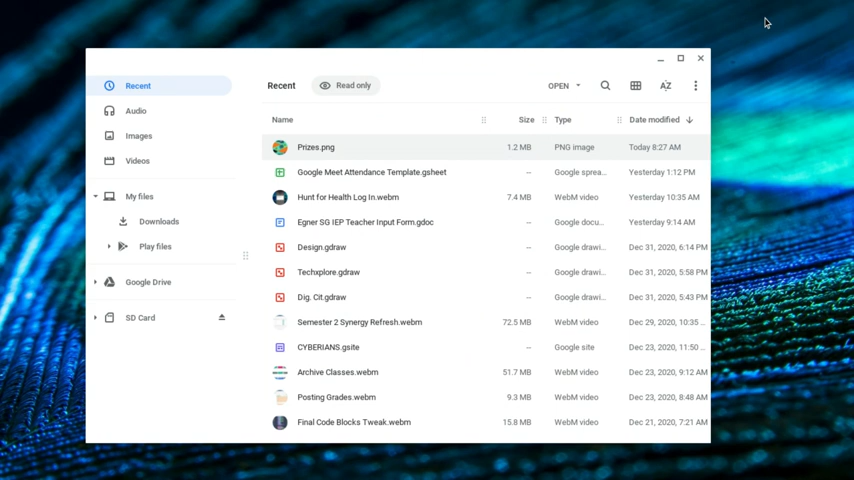 Recent
Audio
Images
Videos
My files
Downloads
Play files
Google Drive
SD Card
Recent Read only OPEN AZ
Name Size Type Date modified
Prizes.png 1.2 MB PNG image Today 8:27 AM
Google Meet Attendance Template.gsheet -- Google sprea... Yesterday 1:12 PM
Hunt for Health Log In.webm 7.4 MB WebM video Yesterday 10:35 AM
Egner SG IEP Teacher Input Form.gdoc -- Google docu... Yesterday 9:14 AM
Design.gdraw -- Google drawi... Dec 31, 2020, 6:14 PM
Techxplore.gdraw -- Google drawi... Dec 31, 2020, 5:58 PM
Dig. Cit.gdraw -- Google drawi... Dec 31, 2020, 5:43 PM
Semester 2 Synergy Refresh.webm 72.5 MB WebM video Dec 29, 2020, 10:35 ...
CYBERIANS.gsite -- Google site Dec 23, 2020, 11:50 ...
Archive Classes.webm 51.7 MB WebM video Dec 23, 2020, 9:12 AM
Posting Grades.webm 9.3 MB WebM video Dec 23, 2020, 8:48 AM
Final Code Blocks Tweak.webm 15.8 MB WebM video Dec 21, 2020, 7:21 AM